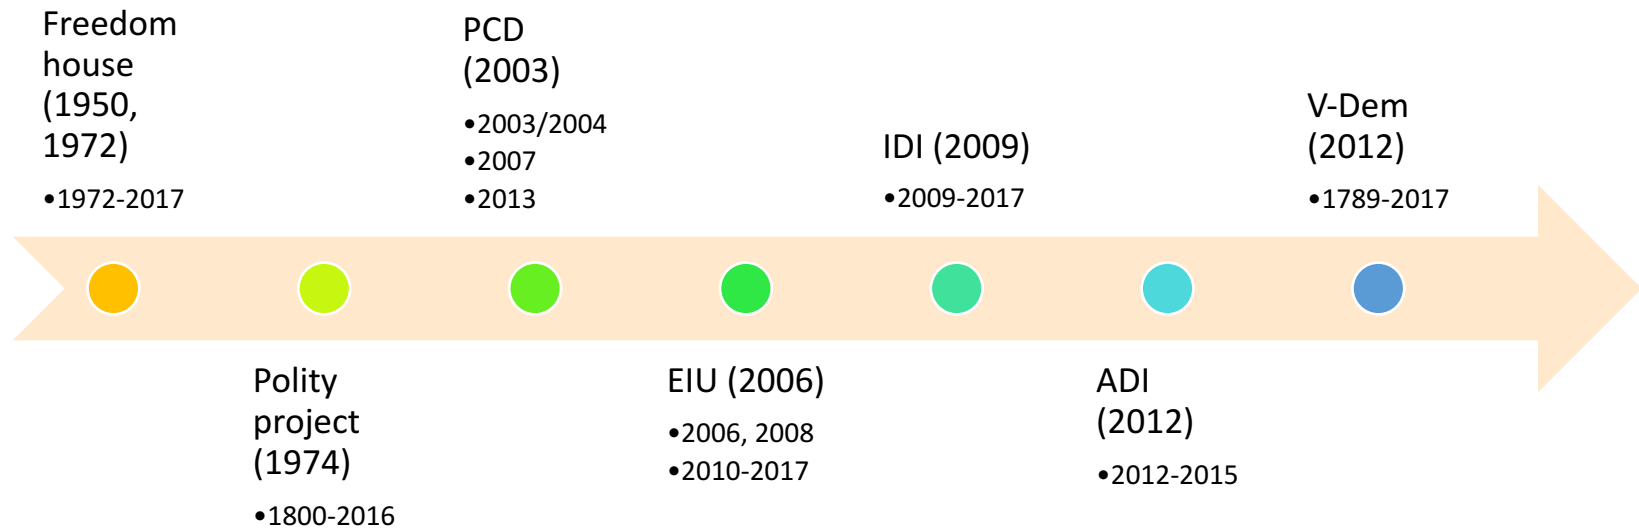 Freedom
house
(1950,
1972)
•1972-2017
Polity
project
(1974)
•1800-2016
PCD
(2003)
•2003/2004
•2007
•2013
EIU (2006)
•2006, 2008
•2010-2017
IDI (2009)
•2009-2017
ADI
(2012)
•2012-2015
V-Dem
(2012)
•1789-2017